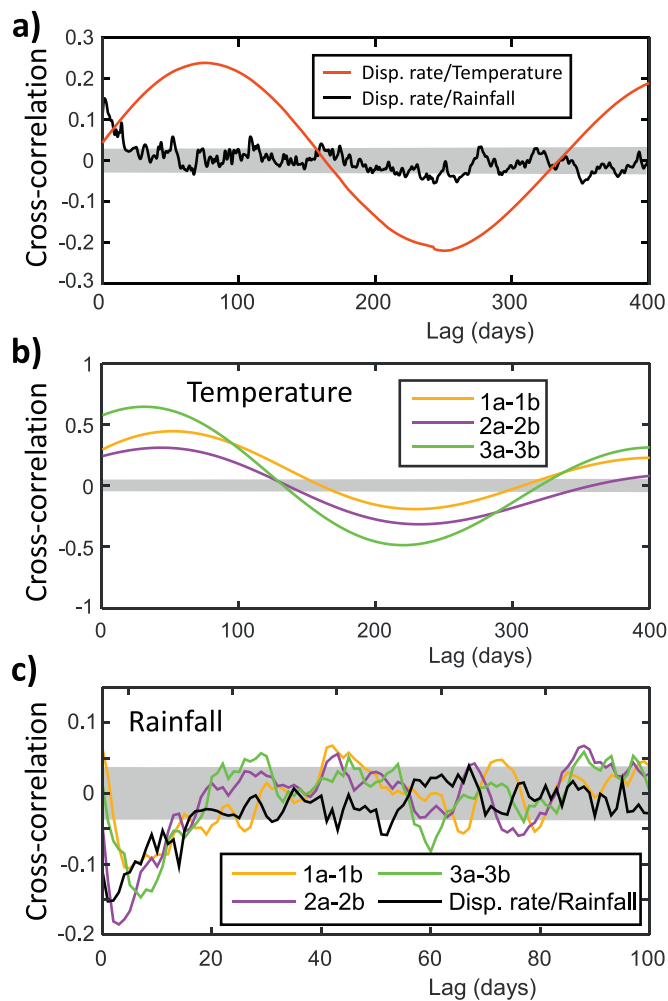 a)
Cross-correlation
0.3
0.2
0.1
0
-0.1
-0.2
0.3
Disp. rate/Temperature
Disp. rate/Rainfall
0 100 200 300 400
Lag (days)
b)
Cross-correlation
1
0.5
0
-0.5
-1
Temperature
1a-1b
2a-2b
3a-3b
0 100 200 300 400
Lag (days)
c)
Cross-correlation
0.1
0
-0.1
-0.2
Rainfall
1a-1b 3a-3b
2a-2b Disp. rate/Rainfall
0 20 40 60 80 100
Lag (days)